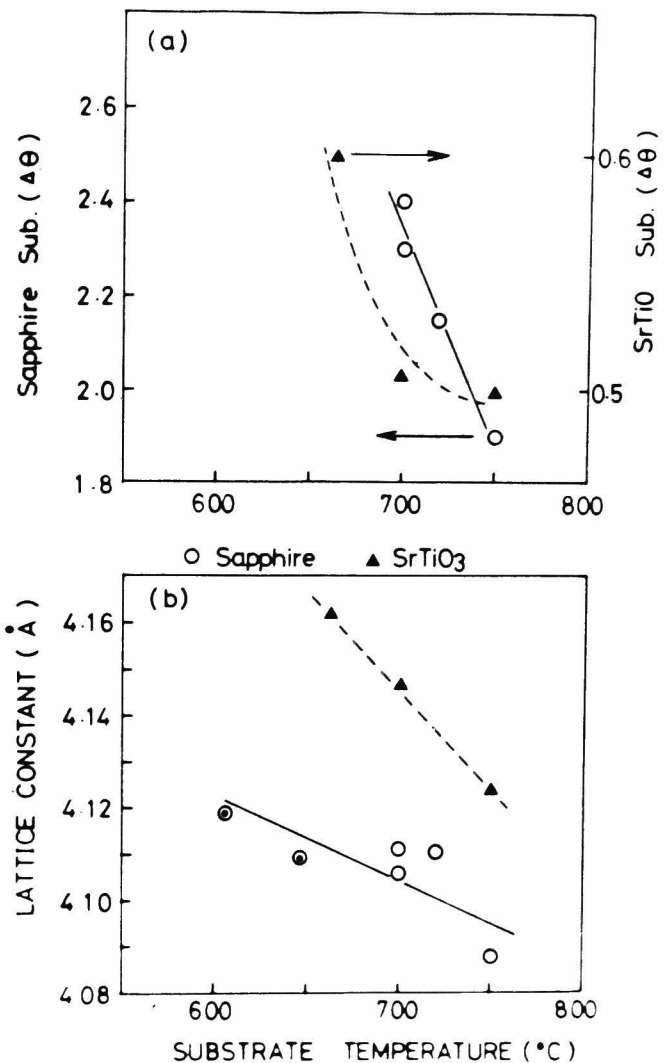 (a)
Sapphire Sub. (Δθ)
2.6
2.4
2.2
2.0
1.8
SrTiO Sub. (Δθ)
0.6
0.5
600 700 800
○ Sapphire ▲ SrTiO₃
(b)
LATTICE CONSTANT (Å)
4.16
4.14
4.12
4.10
4.08
600 700 800
SUBSTRATE TEMPERATURE (°C)